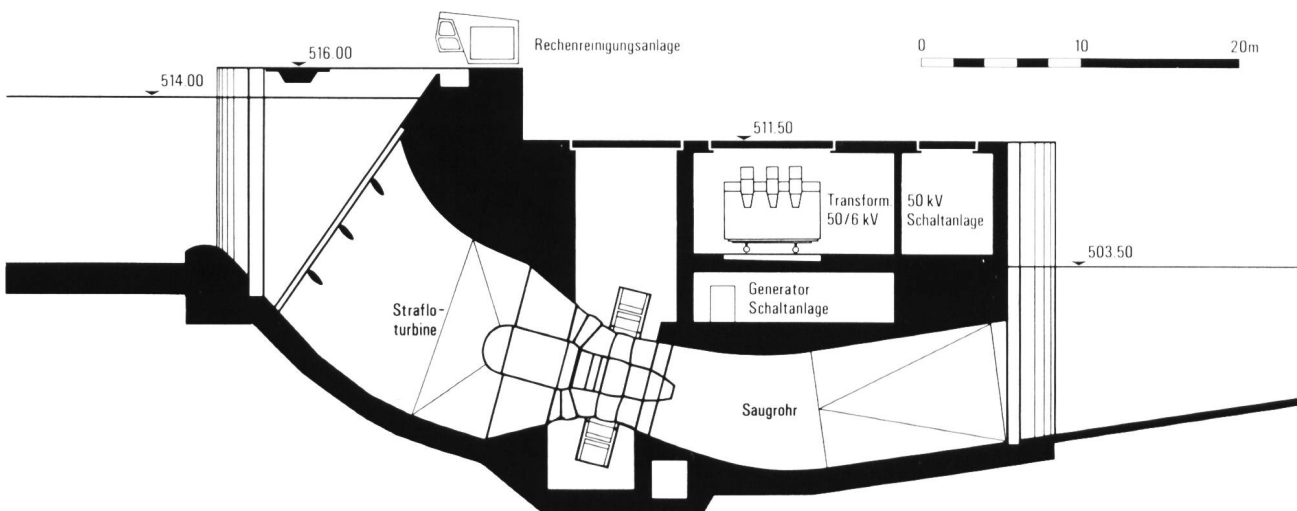 Rechenreinigungsanlage
0 10 20m
516.00
514.00
511.50
Transform.
50/6 kV
50 kV
Schaltanlage
503.50
Generator
Schaltanlage
Straflo-
turbine
Saugrohr